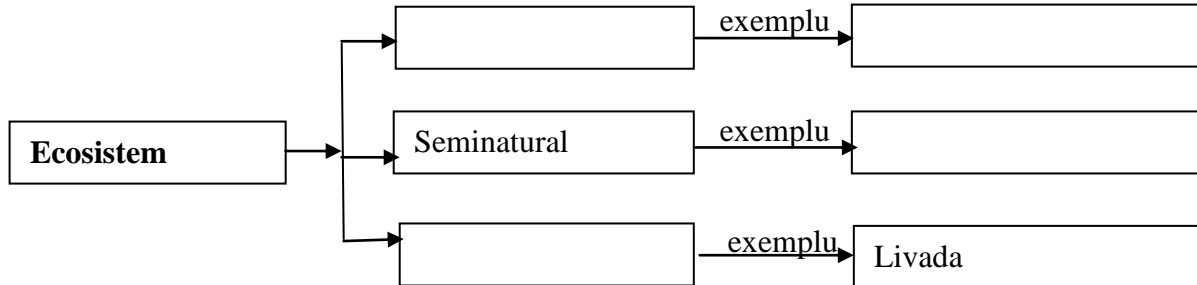 exemplu
Ecosistem
Seminatural
exemplu
exemplu
Livada